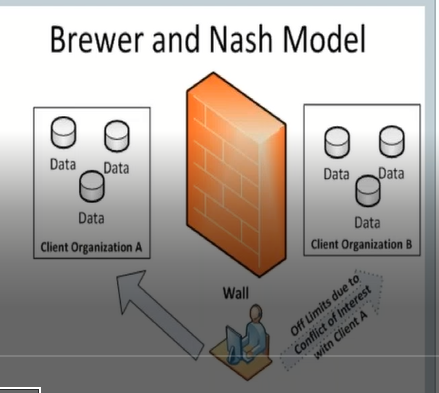 Brewer and Nash Model
Data
Data
Data
Client Organization A
Data
Data
Data
Client Organization B
Wall
Off Limits due to
Conflict of Interest
witn Client A